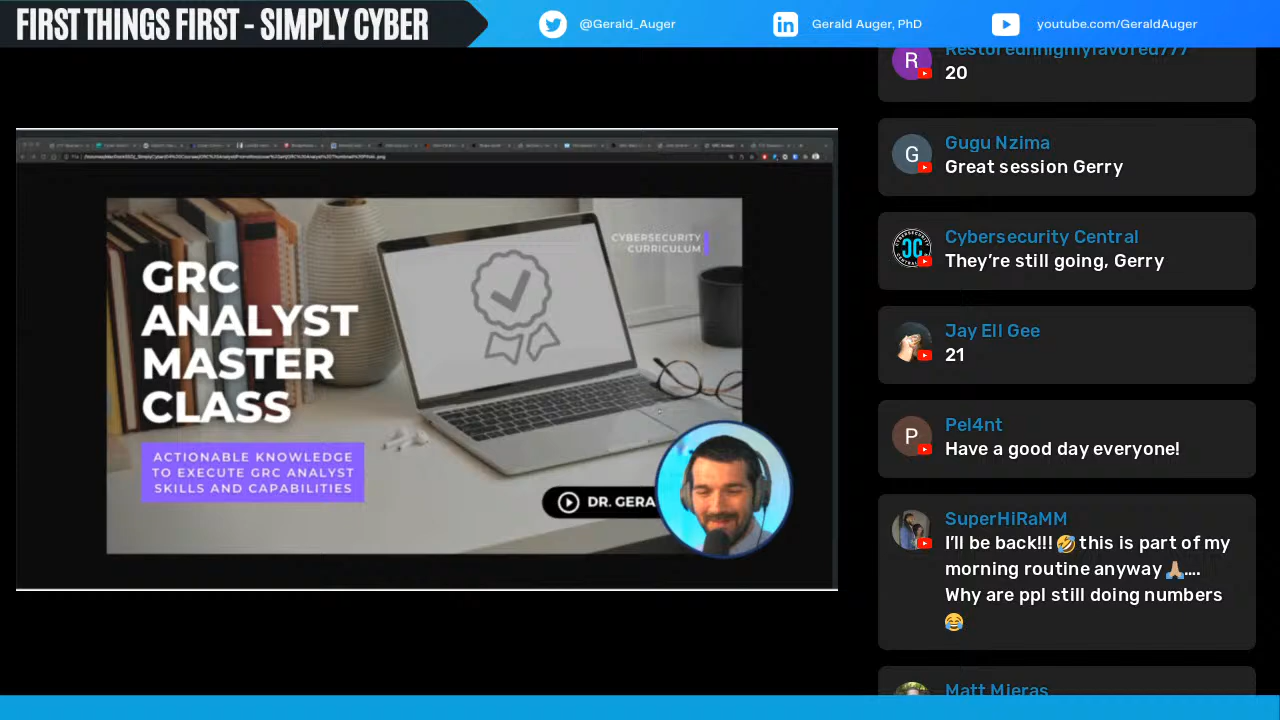 FIRST THINGS FIRST - SIMPLY CYBER
@Gerald_Auger
Gerald Auger, PhD
youtube.com/GeraldAuger
CYBERSECURITY
CURRICULUM
GRC
ANALYST
MASTER
CLASS
ACTIONABLE KNOWLEDGE
TO EXECUTE GRC ANALYST
SKILLS AND CAPABILITIES
DR. GERA
R
20
G
Gugu Nzima
Great session Gerry
Cybersecurity Central
They're still going, Gerry
Jay Ell Gee
21
P
Pel4nt
Have a good day everyone!
SuperHiRaMM
I'll be back!!! 🤣 this is part of my
morning routine anyway 🙏🏽....
Why are ppl still doing numbers
😂
Matt Mieras